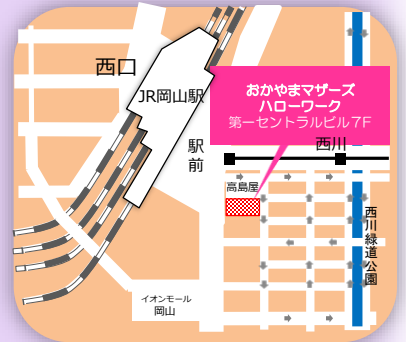 西口
JR岡山駅
駅前
おかやまマザーズ
ハローワーク
第一セントラルビル7F
西川
高島屋
西川緑道公園
イオンモール
岡山